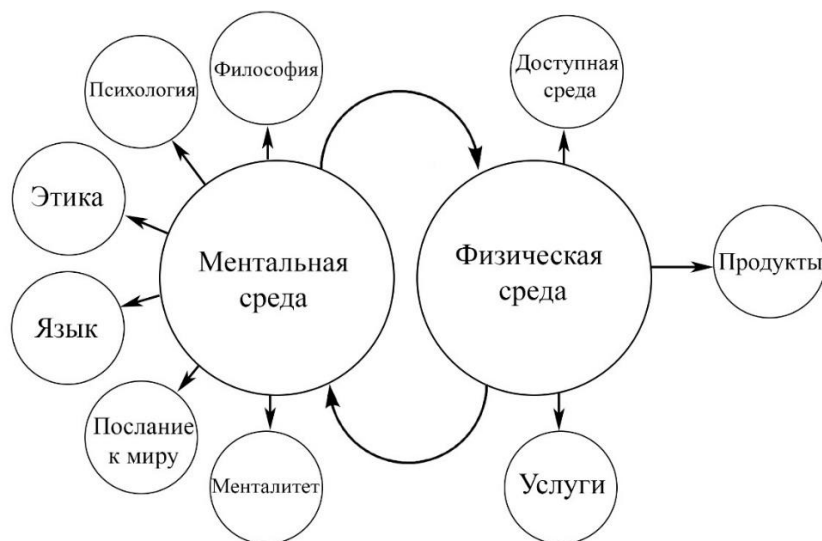 Философия
Психология
Этика
Язык
Послание
к миру
Менталитет
Ментальная
среда
Физическая
среда
Доступная
среда
Продукты
Услуги